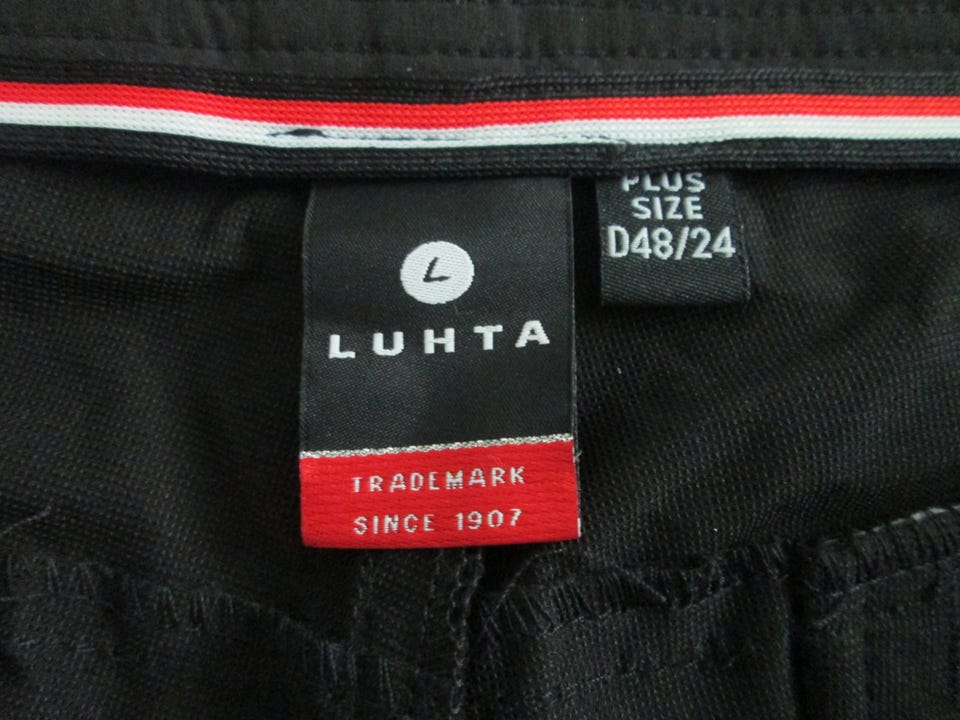 L
LUHTA
TRADEMARK
SINCE 1907
PLUS
SIZE
D48/24